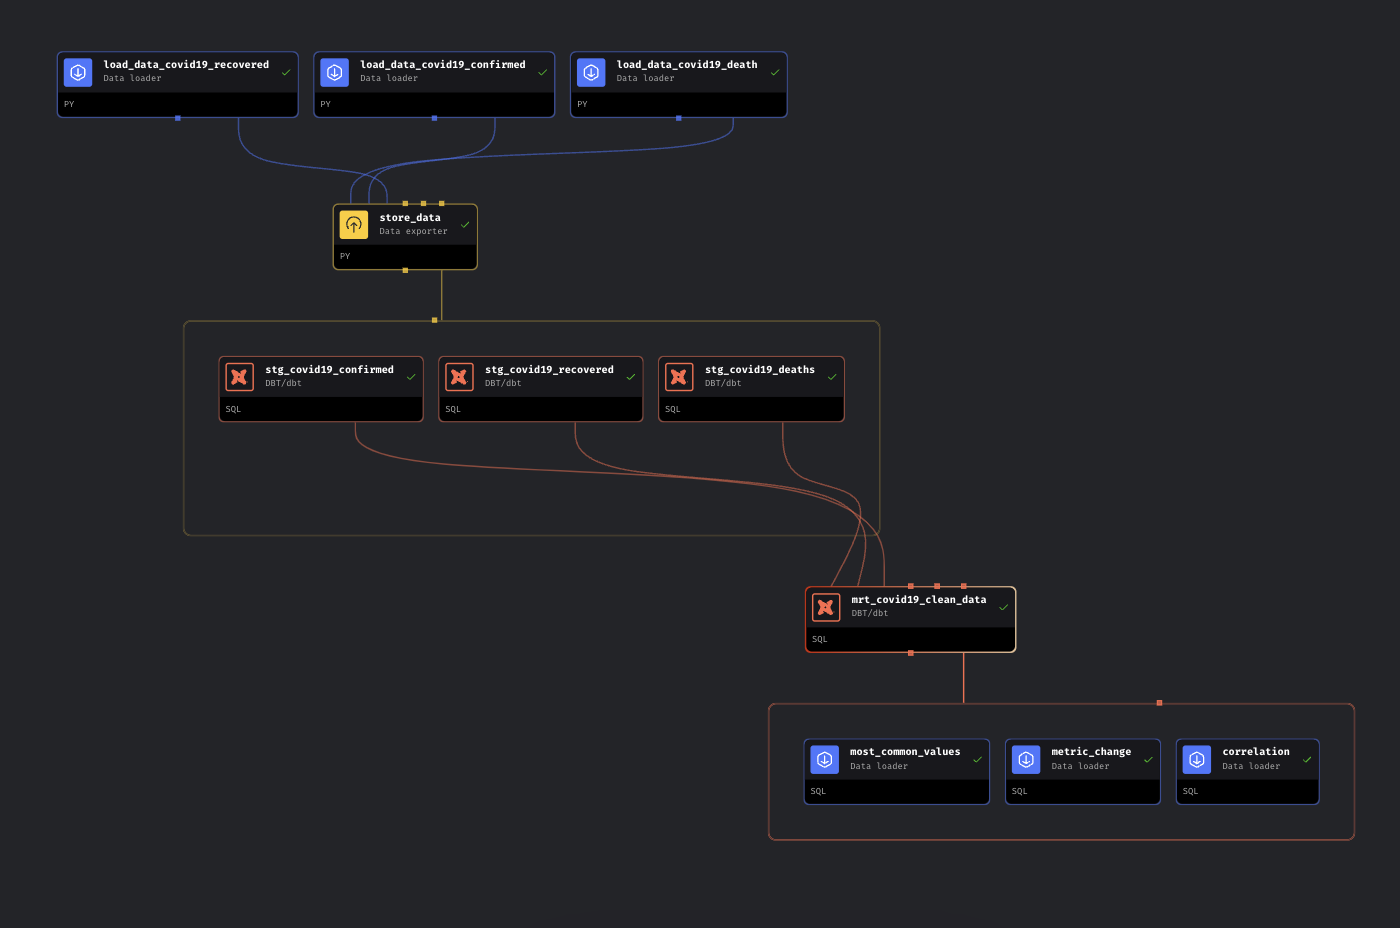 load_data_covid19_recovered
Data loader
PY
load_data_covid19_confirmed
Data loader
PY
load_data_covid19_death
Data loader
PY
store_data
Data exporter
PY
stg_covid19_confirmed
DBT/dbt
SQL
stg_covid19_recovered
DBT/dbt
SQL
stg_covid19_deaths
DBT/dbt
SQL
mrt_covid19_clean_data
DBT/dbt
SQL
most_common_values
Data loader
SQL
metric_change
Data loader
SQL
correlation
Data loader
SQL